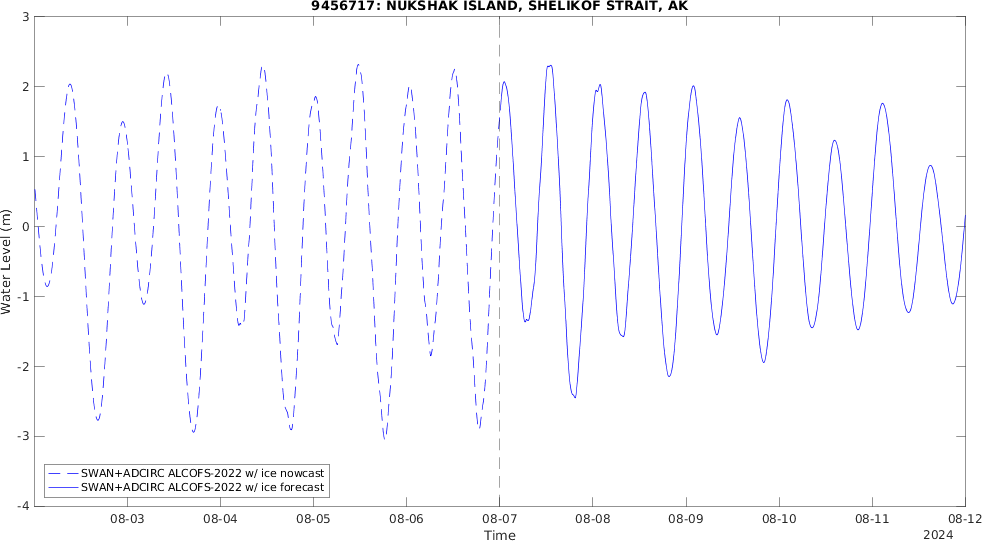 9456717: NUKSHAK ISLAND, SHELIKOF STRAIT, AK
3
2
1
0
-1
-2
-3
-4
Water Level (m)
SWAN+ADCIRC ALCOFS-2022 w/ ice nowcast
SWAN+ADCIRC ALCOFS-2022 w/ ice forecast
08-03 08-04 08-05 08-06 08-07 08-08 08-09 08-10 08-11 08-12
Time
2024